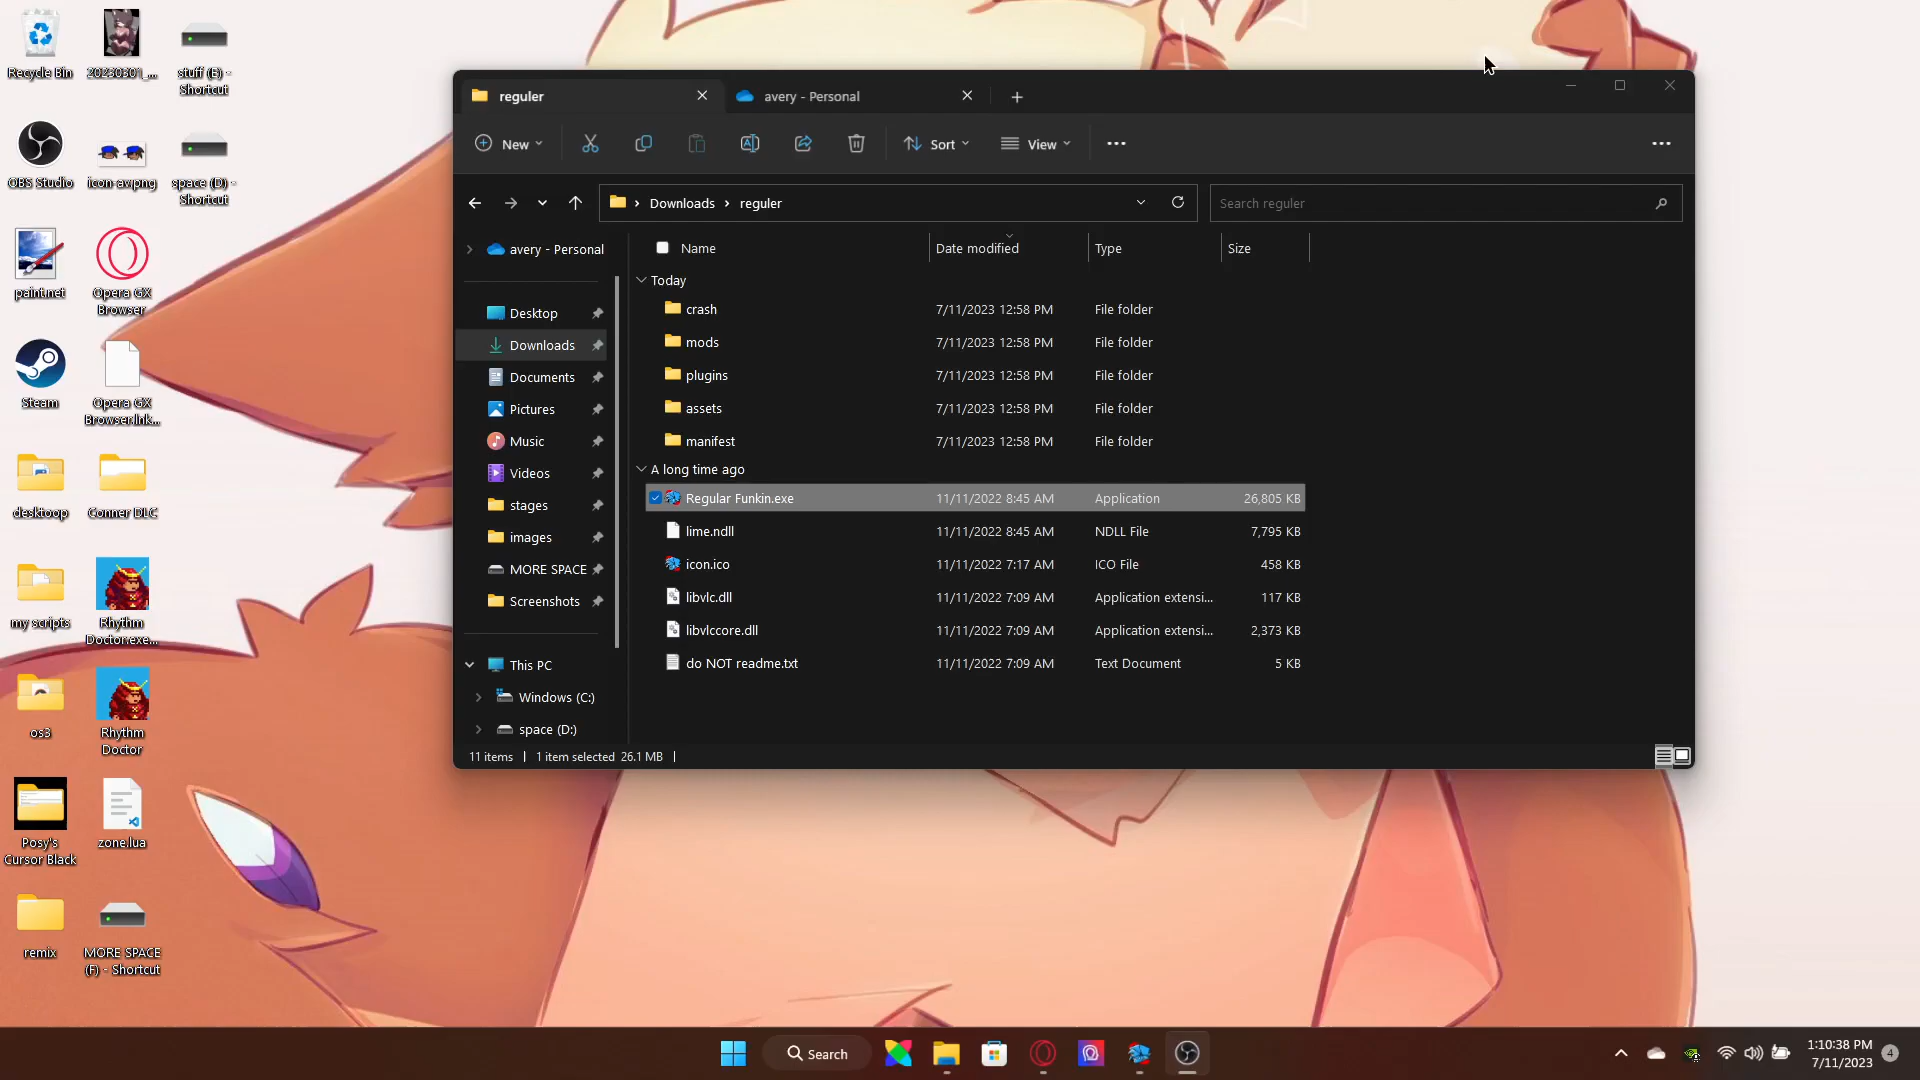 Recycle Bin
20230301_...
stuff (E) -
Shortcut
OBS Studio
icon-av.png
space (D) -
Shortcut
paint.net
Opera GX
Browser
Steam
Opera GX
Browser.lnk...
desktoop
Conner DLC
my scripts
Rhythm
Doctor.exe...
os3
Rhythm
Doctor
Posy's
Cursor Black
zone.lua
remix
MORE SPACE
(F) - Shortcut
reguler
avery - Personal
New
Sort
View
Downloads
reguler
Search reguler
avery - Personal
Desktop
Downloads
Documents
Pictures
Music
Videos
stages
images
MORE SPACE
Screenshots
This PC
Windows (C:)
space (D:)
Name Date modified Type Size
Today
crash 7/11/2023 12:58 PM File folder
mods 7/11/2023 12:58 PM File folder
plugins 7/11/2023 12:58 PM File folder
assets 7/11/2023 12:58 PM File folder
manifest 7/11/2023 12:58 PM File folder
A long time ago
Regular Funkin.exe 11/11/2022 8:45 AM Application 26,805 KB
lime.ndll 11/11/2022 8:45 AM NDLL File 7,795 KB
icon.ico 11/11/2022 7:17 AM ICO File 458 KB
libvlc.dll 11/11/2022 7:09 AM Application extensi... 117 KB
libvlccore.dll 11/11/2022 7:09 AM Application extensi... 2,373 KB
do NOT readme.txt 11/11/2022 7:09 AM Text Document 5 KB
11 items 1 item selected 26.1 MB
Search
1:10:38 PM
7/11/2023
4